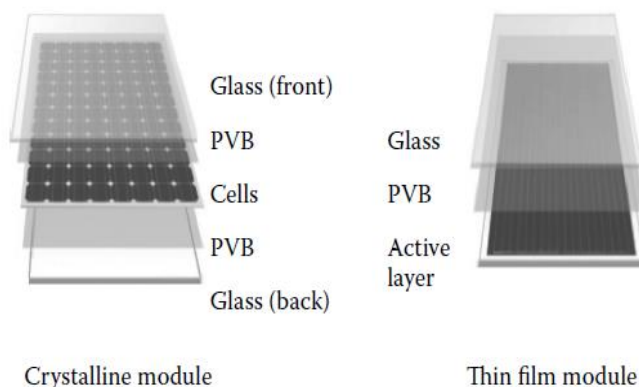 Glass (front)
PVB
Cells
PVB
Glass (back)
Crystalline module
Glass
PVB
Active
layer
Thin film module